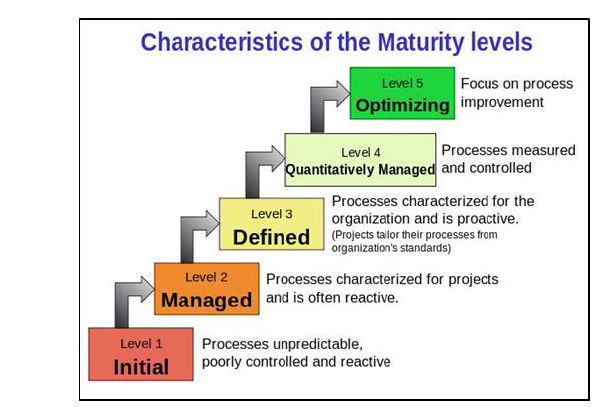 Characteristics of the Maturity levels
Level 5
Optimizing
Focus on process
improvement
Level 4
Quantitatively Managed
Processes measured
and controlled
Level 3
Defined
Processes characterized for the
organization and is proactive.
(Projects tailor their processes from
organization's standards)
Level 2
Managed
Processes characterized for projects
and is often reactive.
Level 1
Initial
Processes unpredictable,
poorly controlled and reactive